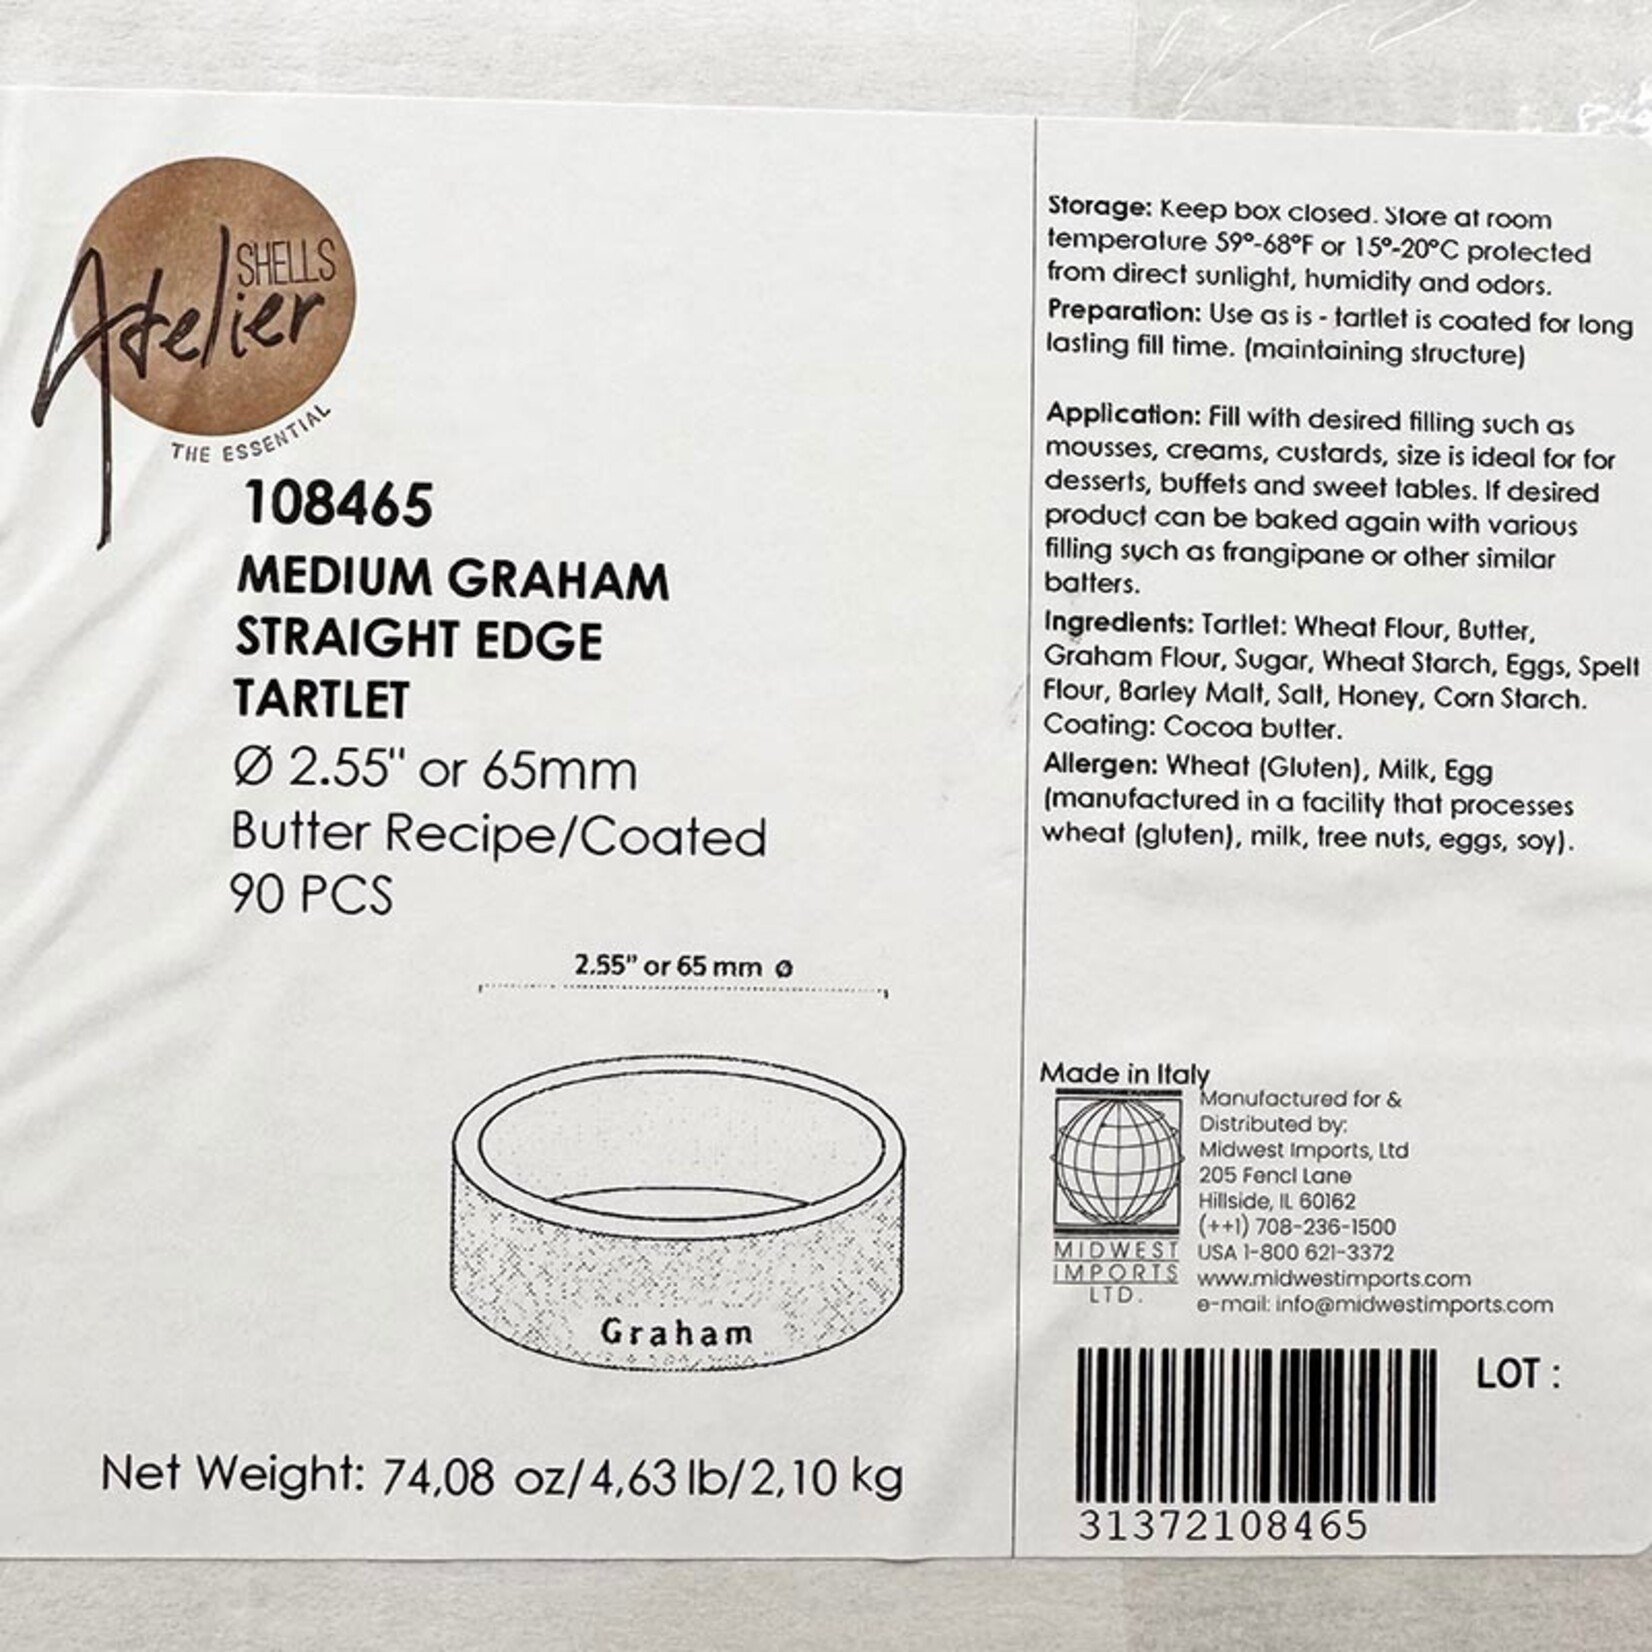 SHELLS
Atelier
THE ESSENTIAL
108465
MEDIUM GRAHAM
STRAIGHT EDGE
TARTLET
Ø 2.55" or 65mm
Butter Recipe/Coated
90 PCS
2.55” or 65 mm Ø
Graham
Net Weight: 74,08 oz/4,63 lb/2,10 kg
Storage: Keep box closed. Store at room
temperature 59°-68°F or 15°-20°C protected
from direct sunlight, humidity and odors.
Preparation: Use as is - tartlet is coated for long
lasting fill time. (maintaining structure)
Application: Fill with desired filling such as
mousses, creams, custards, size is ideal for for
desserts, buffets and sweet tables. If desired
product can be baked again with various
filling such as frangipane or other similar
batters.
Ingredients: Tartlet: Wheat Flour, Butter,
Graham Flour, Sugar, Wheat Starch, Eggs, Spelt
Flour, Barley Malt, Salt, Honey, Corn Starch.
Coating: Cocoa butter.
Allergen: Wheat (Gluten), Milk, Egg
(manufactured in a facility that processes
wheat (gluten), milk, tree nuts, eggs, soy).
Made in Italy
Manufactured for &
Distributed by:
Midwest Imports, Ltd
205 Fencl Lane
Hillside, IL 60162
(++1) 708-236-1500
USA 1-800 621-3372
www.midwestimports.com
e-mail: info@midwestimports.com
MIDWEST
IMPORTS
LTD.
LOT :
31372108465